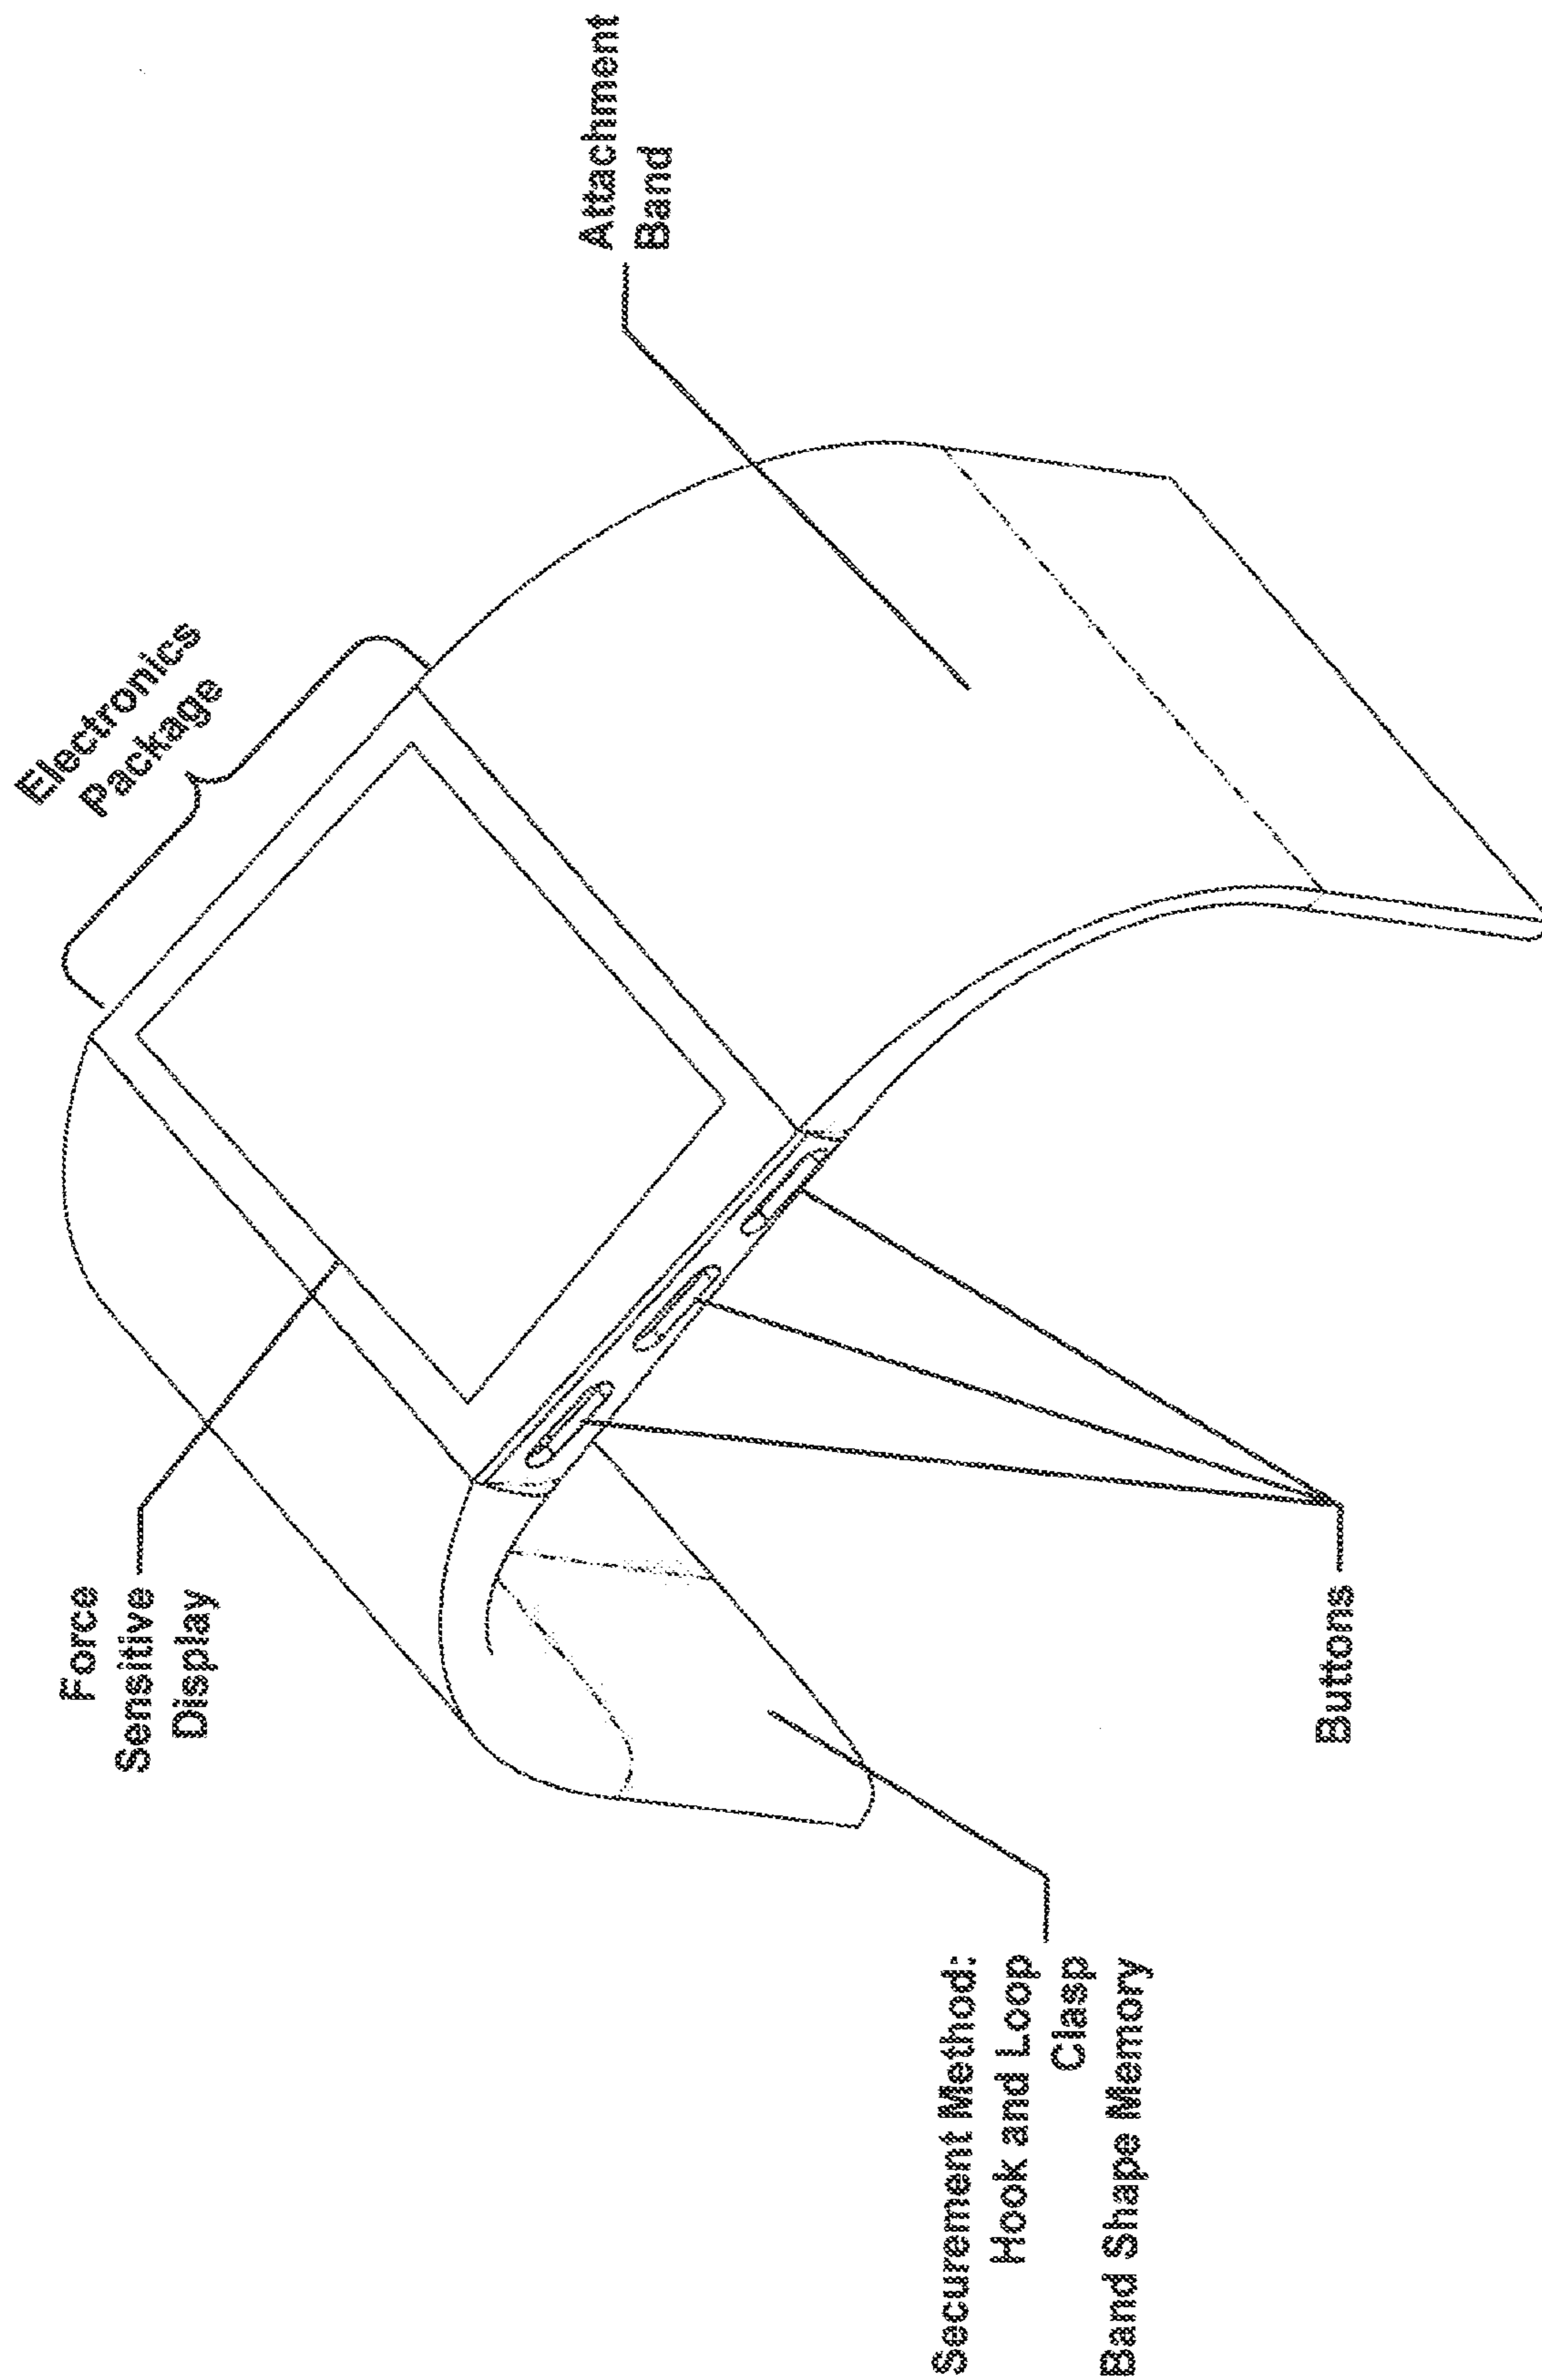 Electronics
Package
Attachment
Band
Force
Sensitive
Display
Buttons
Securement Method:
Hook and Loop
Clasp
Band Shape Memory